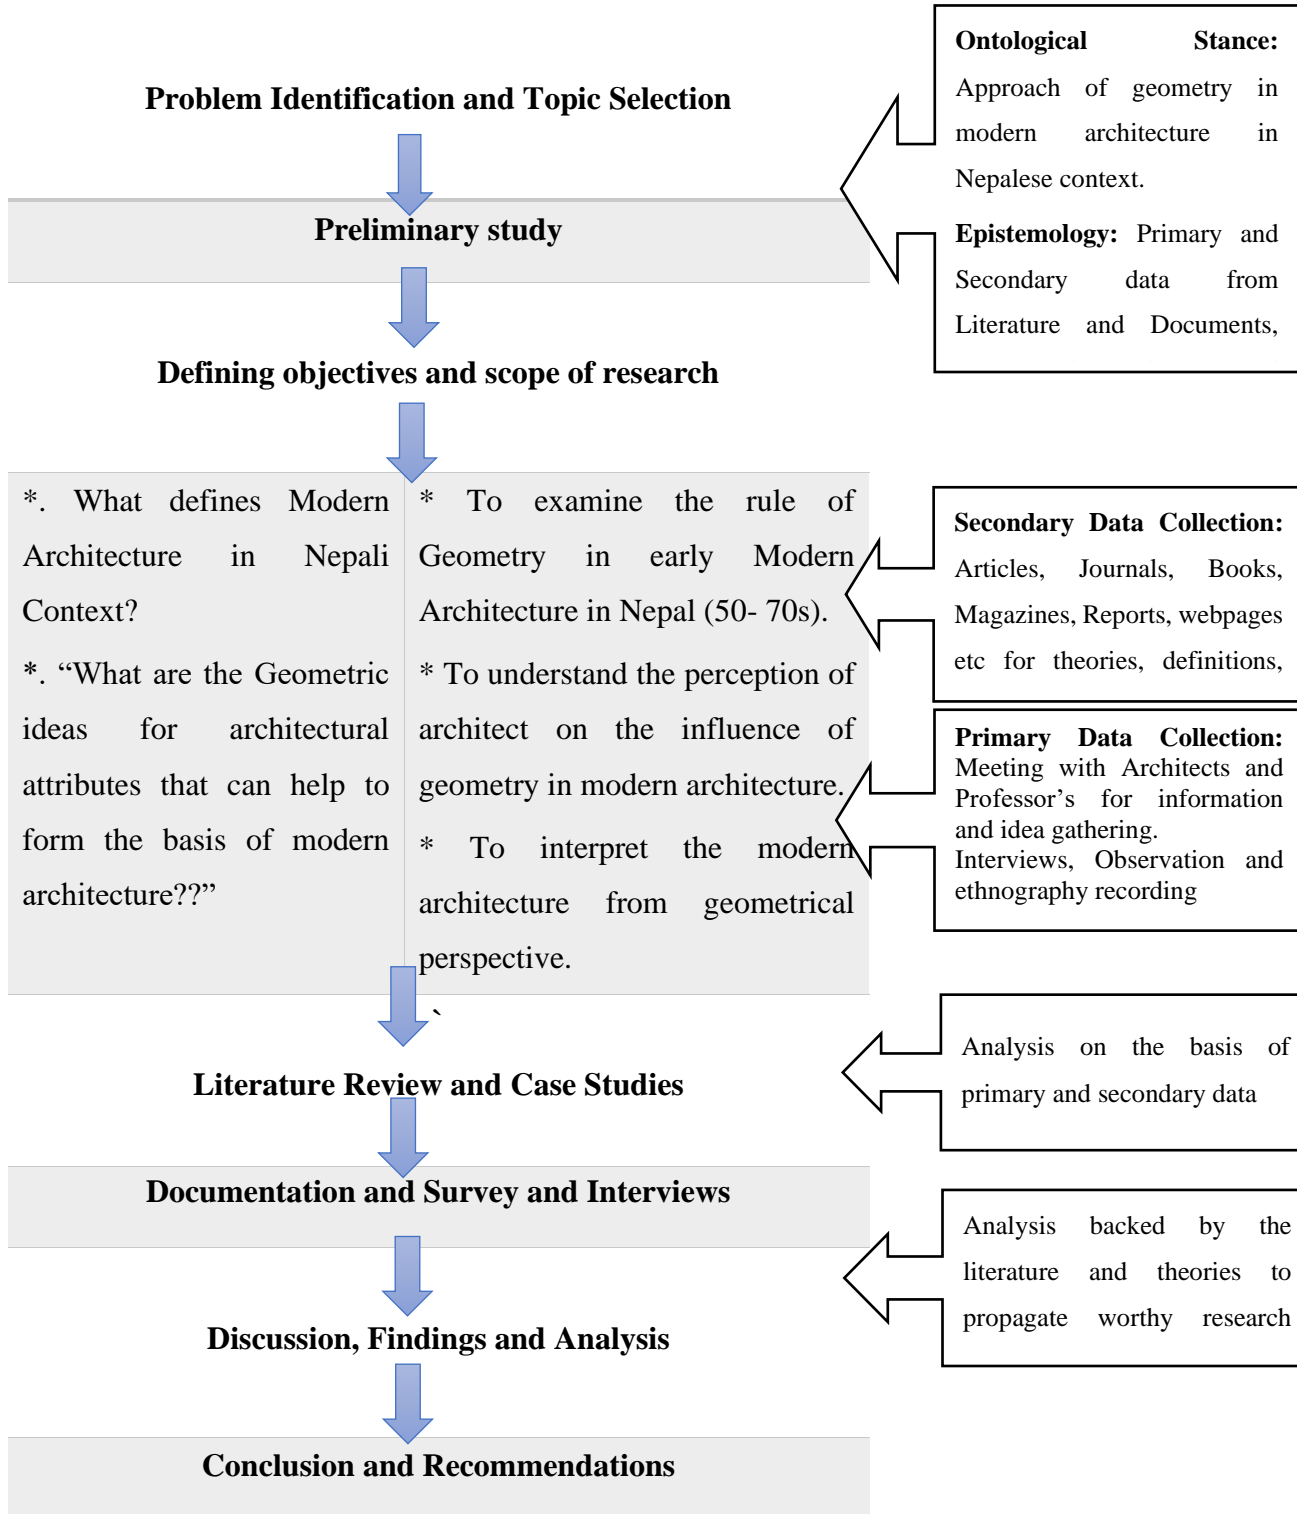 Problem Identification and Topic Selection
Preliminary study
Defining objectives and scope of research
*. What defines Modern
Architecture in Nepali
Context?
*. “What are the Geometric
ideas for architectural
attributes that can help to
form the basis of modern
architecture??”
* To examine the rule of
Geometry in early Modern
Architecture in Nepal (50- 70s).
* To understand the perception of
architect on the influence of
geometry in modern architecture.
* To interpret the modern
architecture from geometrical
perspective.
`
Literature Review and Case Studies
Documentation and Survey and Interviews
Discussion, Findings and Analysis
Conclusion and Recommendations
Ontological Stance:
Approach of geometry in
modern architecture in
Nepalese context.
Epistemology: Primary and
Secondary data from
Literature and Documents,
Secondary Data Collection:
Articles, Journals, Books,
Magazines, Reports, webpages
etc for theories, definitions,
Primary Data Collection:
Meeting with Architects and
Professor’s for information
and idea gathering.
Interviews, Observation and
ethnography recording
Analysis on the basis of
primary and secondary data
Analysis backed by the
literature and theories to
propagate worthy research